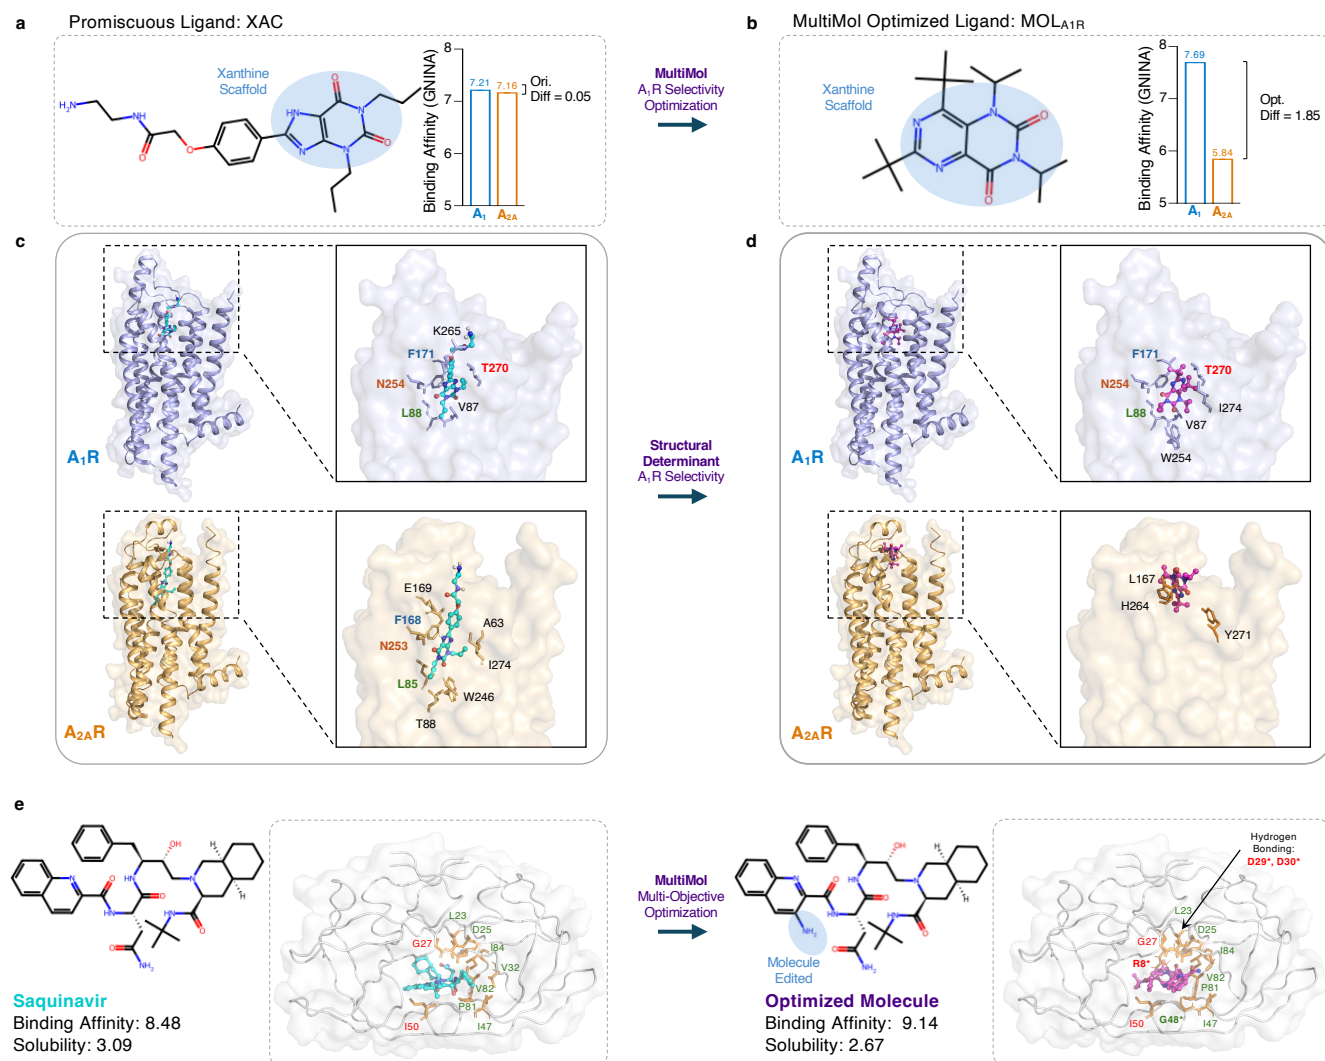 a Promiscuous Ligand: XAC
Xanthine
Scaffold
H₂N
NH
O
O
HN
N
O
N
O
N
Binding Affinity (GNINA)
8
7
6
5
7.21
7.16
Ori.
Diff = 0.05
A₁
A₂A
MultiMol
A₁R Selectivity
Optimization
b MultiMol Optimized Ligand: MOL_A1R
Xanthine
Scaffold
N
N
N
O
N
O
Binding Affinity (GNINA)
8
7
6
5
7.69
5.84
Opt.
Diff = 1.85
A₁
A₂A
c
A₁R
K265
F171
T270
N254
L88
V87
A₂AR
E169
F168
A63
N253
I274
L85
W246
T88
Structural
Determinant
A₁R Selectivity
d
A₁R
F171
T270
N254
L88
I274
V87
W254
A₂AR
L167
H264
Y271
e
H
OH
N
O
NH
N
HN
O
NH
O
H
O
NH₂
Saquinavir
Binding Affinity: 8.48
Solubility: 3.09
L23
D25
G27
I84
V32
V82
P81
I50
I47
MultiMol
Multi-Objective
Optimization
H
OH
N
O
NH
N
HN
O
NH
O
H
NH₂
O
NH₂
Molecule
Edited
Optimized Molecule
Binding Affinity: 9.14
Solubility: 2.67
Hydrogen
Bonding:
D29*, D30*
L23
D25
G27
I84
R8*
V82
P81
I50
G48*
I47